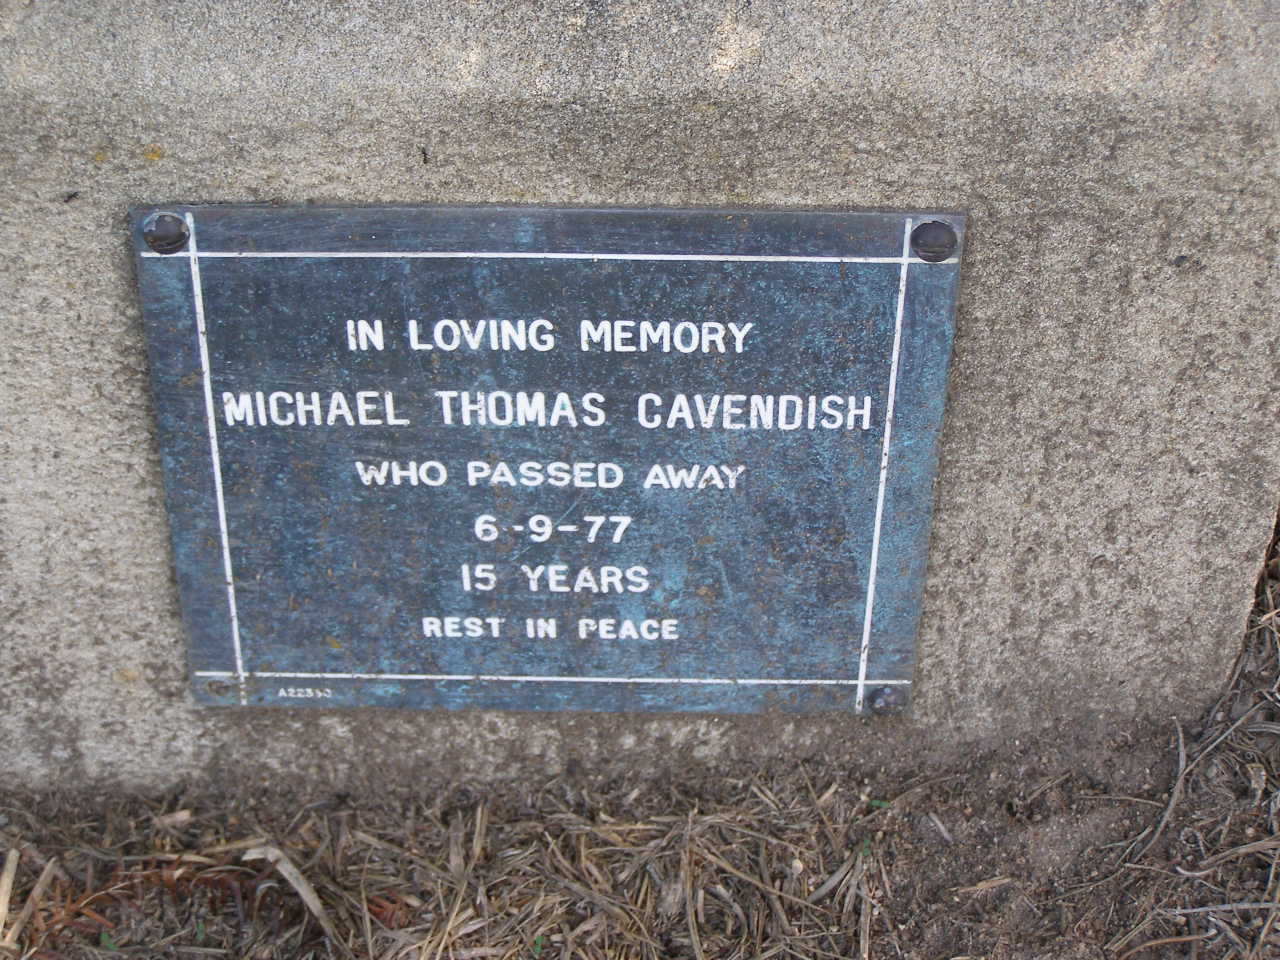 IN LOVING MEMORY
MICHAEL THOMAS CAVENDISH
WHO PASSED AWAY
6-9-77
15 YEARS
REST IN PEACE